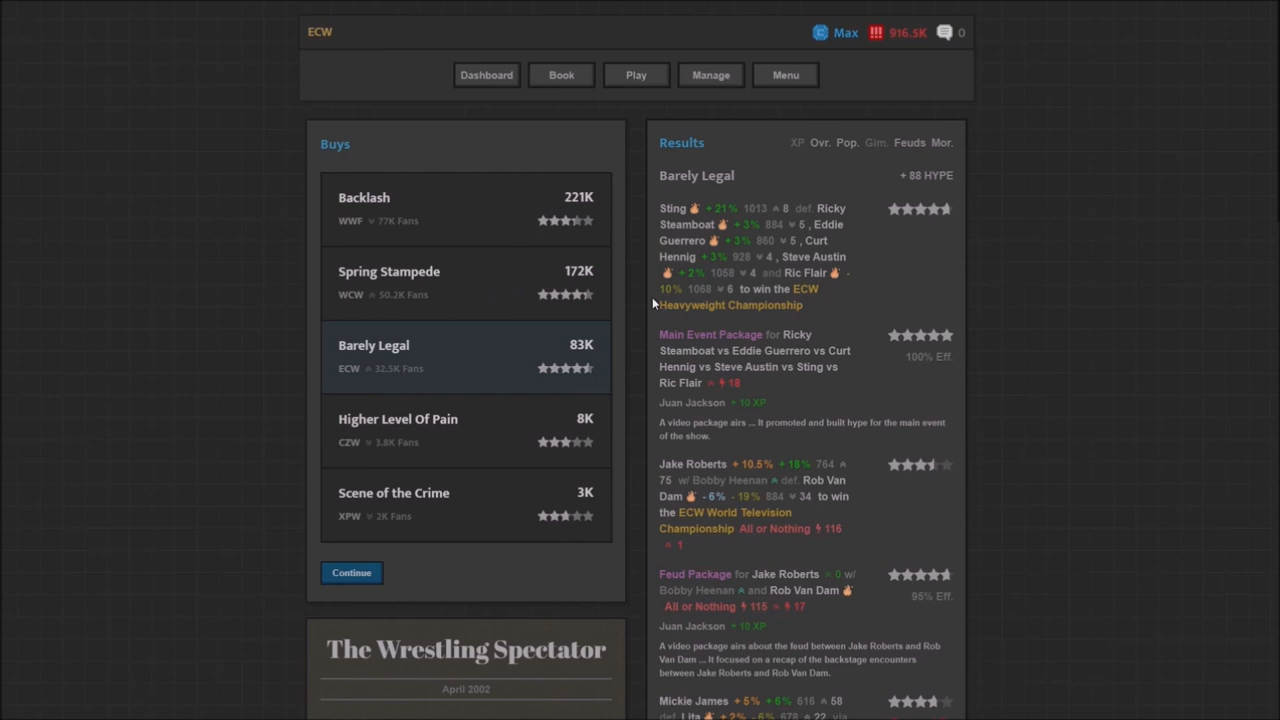 ECW
Max 916.5K 0
Dashboard Book Play Manage Menu
Buys
Backlash 221K
WWF 77K Fans
Spring Stampede 172K
WCW 50.2K Fans
Barely Legal 83K
ECW 32.5K Fans
Higher Level Of Pain 8K
CZW 3.8K Fans
Scene of the Crime 3K
XPW 2K Fans
Continue
The Wrestling Spectator
April 2002
Results XP Ovr. Pop. Gim. Feuds Mor.
Barely Legal + 88 HYPE
Sting + 21% 1013 8 def. Ricky
Steamboat + 3% 884 5 , Eddie
Guerrero + 3% 860 5 , Curt
Hennig + 3% 928 4 , Steve Austin
+ 2% 1058 4 and Ric Flair -
10% 1068 6 to win the ECW
Heavyweight Championship
Main Event Package for Ricky
Steamboat vs Eddie Guerrero vs Curt
Hennig vs Steve Austin vs Sting vs
Ric Flair 18
100% Eff.
Juan Jackson + 10 XP
A video package airs ... It promoted and built hype for the main event
of the show.
Jake Roberts + 10.5% + 18% 764
75 w/ Bobby Heenan def. Rob Van
Dam - 6% - 19% 884 34 to win
the ECW World Television
Championship All or Nothing 116
1
Feud Package for Jake Roberts 0 w/
Bobby Heenan and Rob Van Dam
All or Nothing 115 17
95% Eff.
Juan Jackson + 10 XP
A video package airs about the feud between Jake Roberts and Rob
Van Dam ... It focused on a recap of the backstage encounters
between Jake Roberts and Rob Van Dam.
Mickie James + 5% + 6% 616 58
def. Lita + 2% - 6% 678 22 via